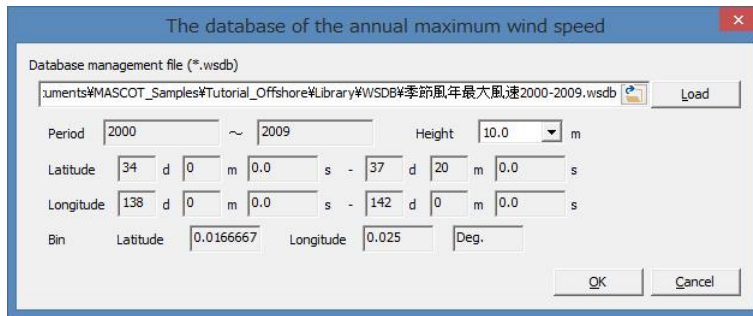 The database of the annual maximum wind speed
Database management file (*.wsdb)
uments¥MASCOT_Samples¥Tutorial_Offshore¥Library¥WSDB¥季節風年最大風速2000-2009.wsdb Load
Period 2000 ～ 2009 Height 10.0 m
Latitude 34 d 0 m 0.0 s - 37 d 20 m 0.0 s
Longitude 138 d 0 m 0.0 s - 142 d 0 m 0.0 s
Bin Latitude 0.0166667 Longitude 0.025 Deg.
OK Cancel